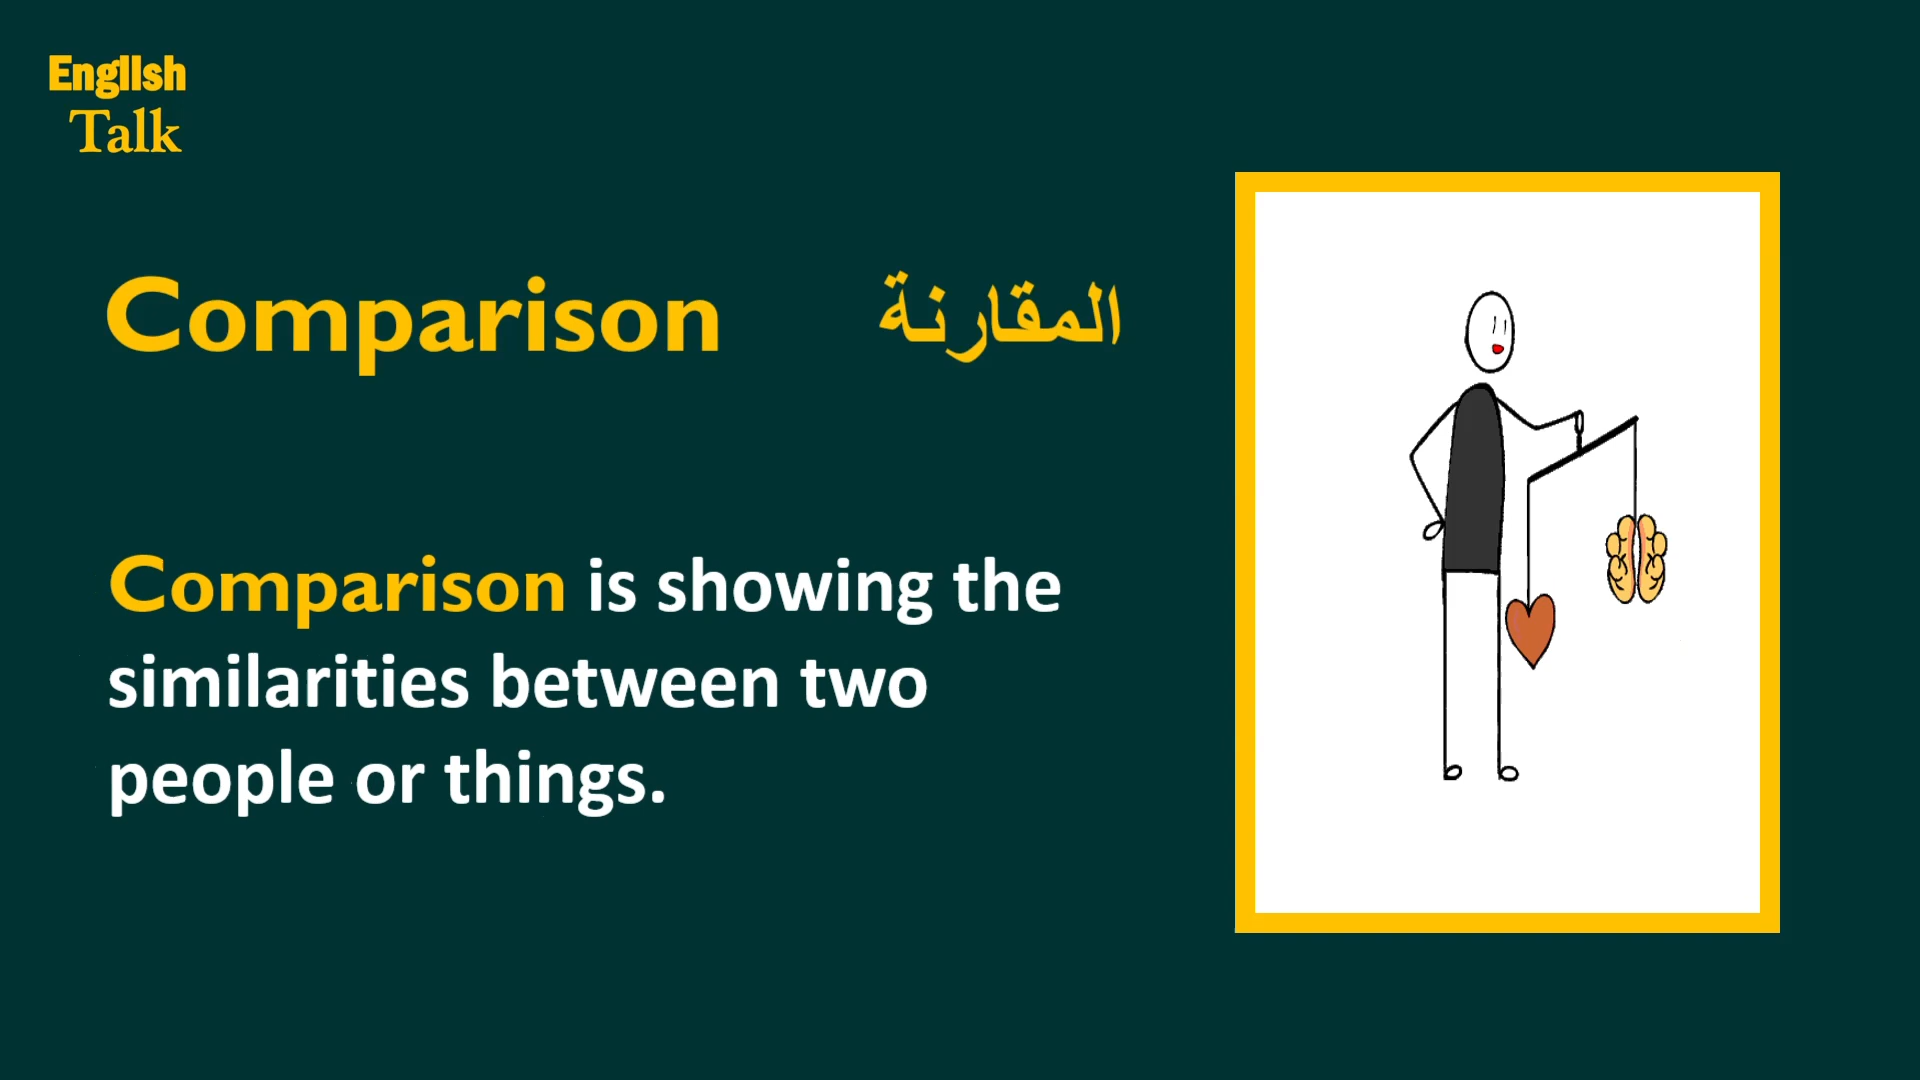 English
Talk
Comparison المقارنة
Comparison is showing the
similarities between two
people or things.